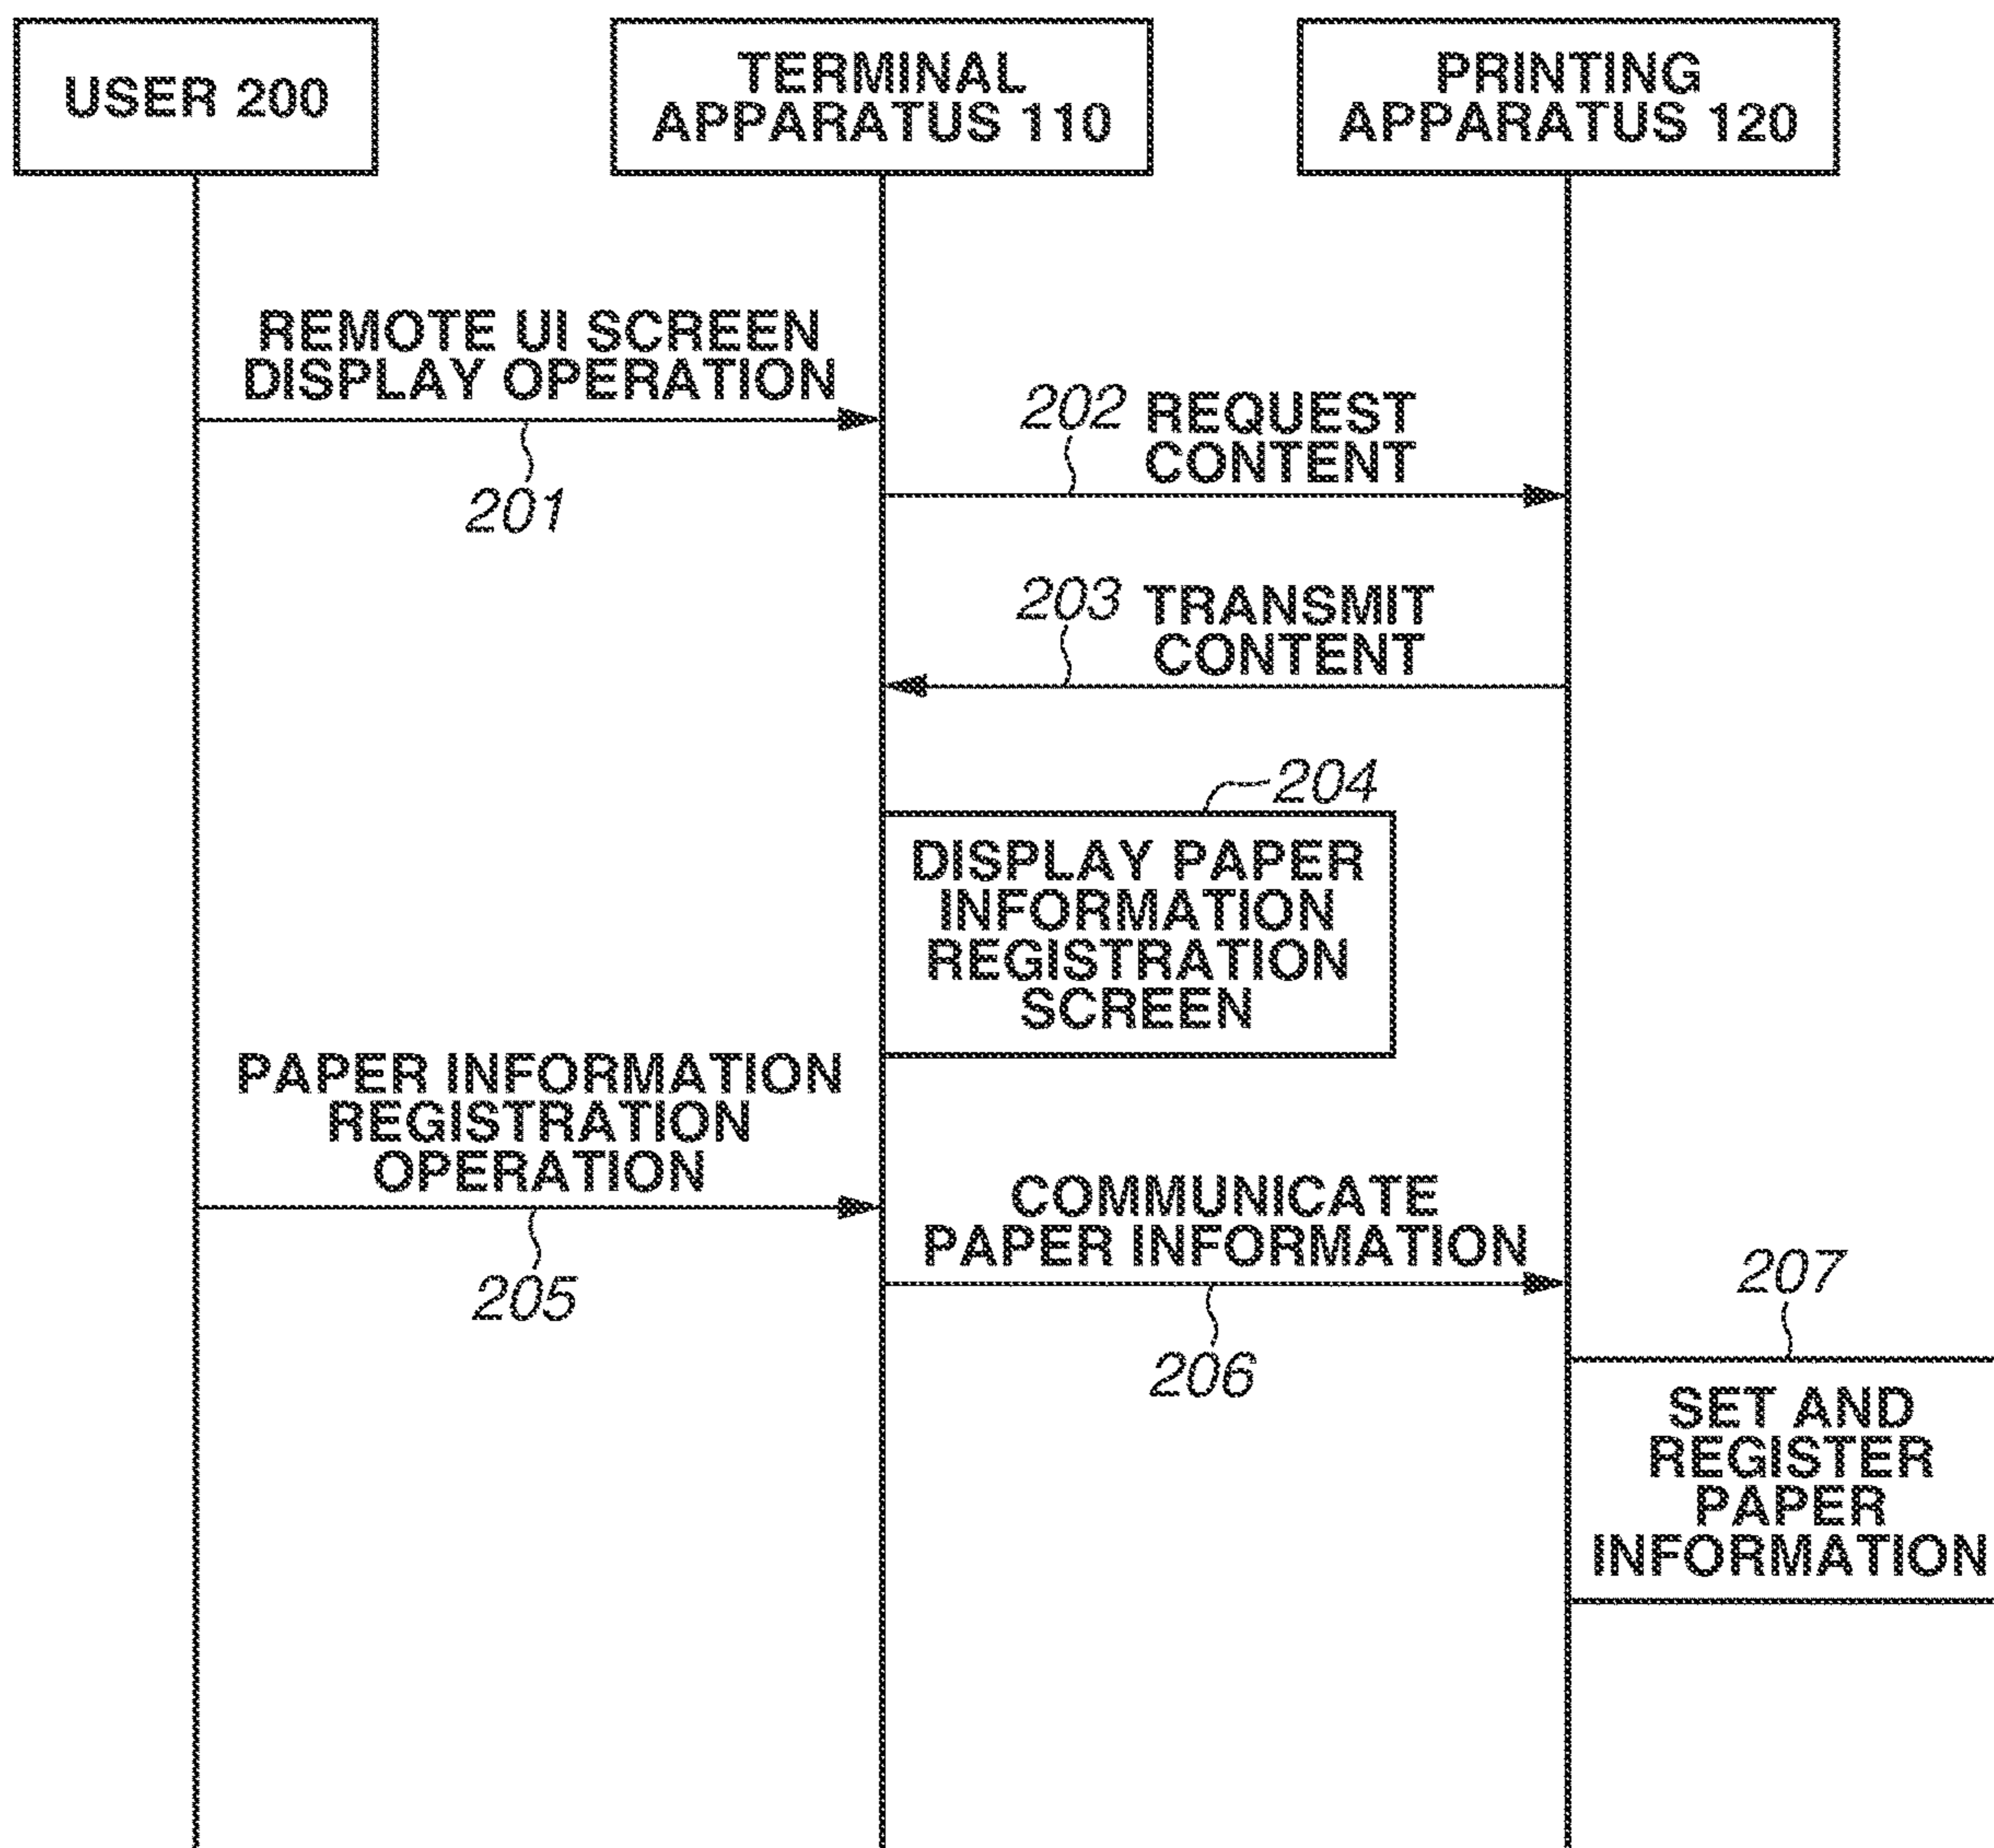 USER 200
TERMINAL
APPARATUS 110
PRINTING
APPARATUS 120
REMOTE UI SCREEN
DISPLAY OPERATION
201
202
REQUEST
CONTENT
203
TRANSMIT
CONTENT
204
DISPLAY PAPER
INFORMATION
REGISTRATION
SCREEN
PAPER INFORMATION
REGISTRATION
OPERATION
205
COMMUNICATE
PAPER INFORMATION
206
207
SET AND
REGISTER
PAPER
INFORMATION